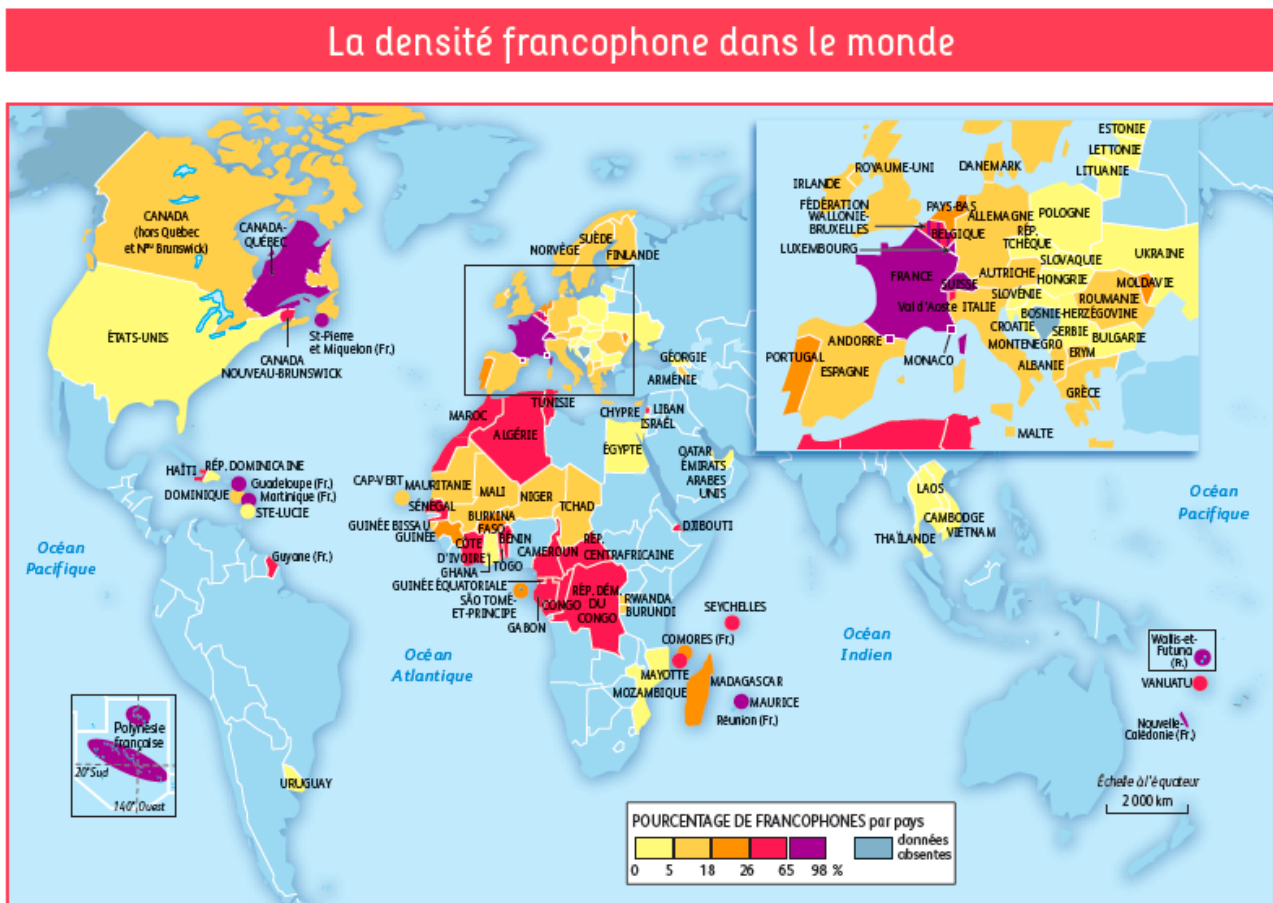 La densité francophone dans le monde
CANADA
(hors Québec
et Nᵛᵉᵃᵘ Brunswick)
CANADA-
QUÉBEC
ÉTATS-UNIS
St-Pierre
et Miquelon (Fr.)
CANADA
NOUVEAU-BRUNSWICK
HAÏTI
RÉP. DOMINICAINE
Guadeloupe (Fr.)
DOMINIQUE
Martinique (Fr.)
STE-LUCIE
Guyane (Fr.)
Océan
Pacifique
Polynésie
française
20° Sud
140° Ouest
URUGUAY
Océan
Atlantique
NORVÈGE
SUÈDE
FINLANDE
GÉORGIE
ARMÉNIE
CHYPRE
LIBAN
ISRAËL
TUNISIE
MAROC
ALGÉRIE
ÉGYPTE
QATAR
ÉMIRATS
ARABES
UNIS
CAP-VERT
MAURITANIE
MALI
NIGER
TCHAD
SÉNÉGAL
BURKINA
FASO
GUINÉE BISSAU
GUINÉE
CÔTE
D'IVOIRE
GHANA
TOGO
BÉNIN
CAMEROUN
RÉP.
CENTRAFRICAINE
DJIBOUTI
GUINÉE ÉQUATORIALE
SÃO TOMÉ-
ET-PRINCIPE
GABON
CONGO
RÉP. DÉM.
DU
CONGO
RWANDA
BURUNDI
SEYCHELLES
COMORES (Fr.)
MAYOTTE
MOZAMBIQUE
MADAGASCAR
MAURICE
Réunion (Fr.)
Océan
Indien
ESTONIE
LETTONIE
LITUANIE
ROYAUME-UNI
DANEMARK
IRLANDE
FÉDÉRATION
WALLONIE-
BRUXELLES
PAYS-BAS
BELGIQUE
ALLEMAGNE
POLOGNE
LUXEMBOURG
RÉP.
TCHÈQUE
SLOVAQUIE
UKRAINE
FRANCE
SUISSE
AUTRICHE
HONGRIE
MOLDAVIE
SLOVÉNIE
ROUMANIE
Val d'Aoste
ITALIE
BOSNIE-HERZÉGOVINE
CROATIE
SERBIE
BULGARIE
MONTENEGRO
ANDORRE
MONACO
PORTUGAL
ESPAGNE
ALBANIE
ERYM
GRÈCE
MALTE
LAOS
CAMBODGE
VIETNAM
THAÏLANDE
Océan
Pacifique
Wallis-et-
Futuna
(Fr.)
VANUATU
Nouvelle-
Calédonie (Fr.)
Échelle à l'équateur
2 000 km
POURCENTAGE DE FRANCOPHONES par pays
0 5 18 26 65 98 %
données
absentes